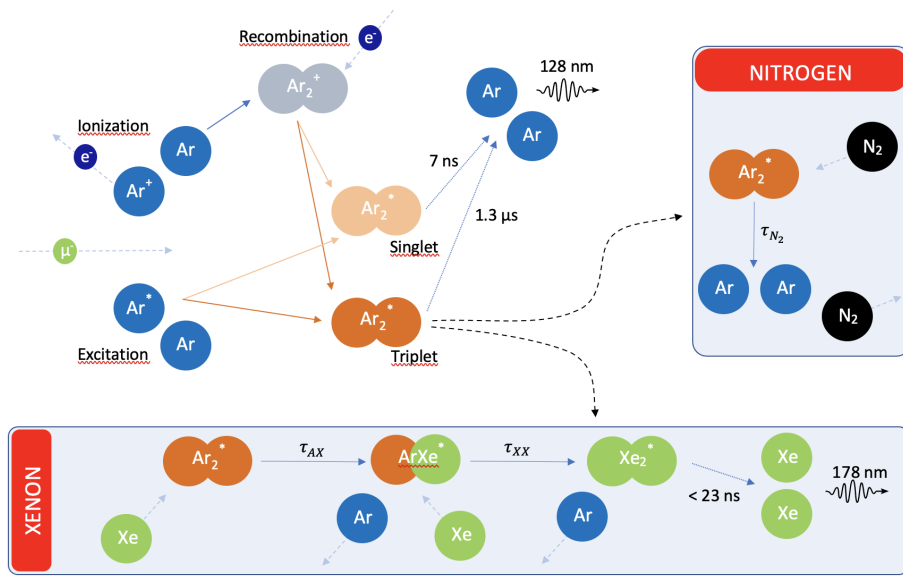 Recombination
e-
Ar2+
128 nm
Ar
Ar
Ionization
e-
Ar
Ar+
7 ns
Ar2*
Singlet
1.3 μs
μ-
Ar*
Ar
Excitation
Ar2*
Triplet
NITROGEN
N2
Ar2*
τN2
Ar
Ar
N2
XENON
Ar2*
τAX
ArXe*
τXX
Xe2*
Xe
178 nm
< 23 ns
Xe
Xe
Ar
Xe
Ar